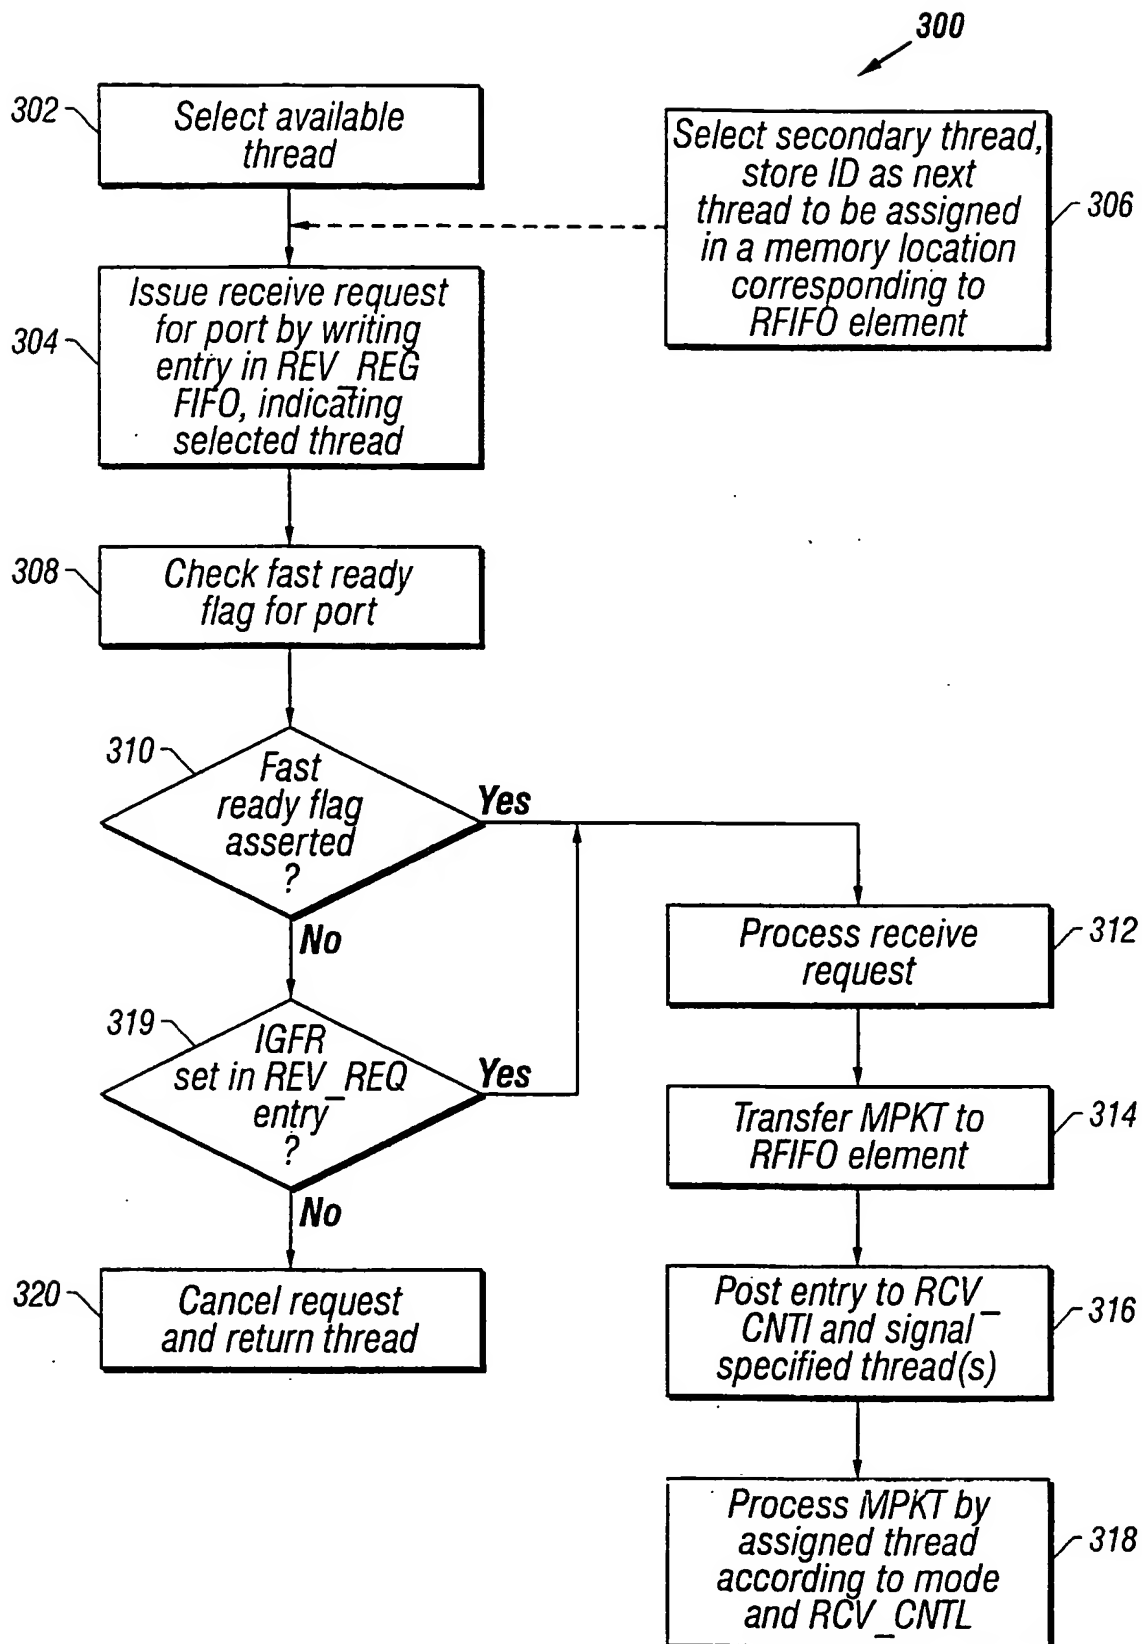 300
302
Select available
thread
Select secondary thread,
store ID as next
thread to be assigned
in a memory location
corresponding to
RFIFO element
306
304
Issue receive request
for port by writing
entry in REV_REG
FIFO, indicating
selected thread
308
Check fast ready
flag for port
310
Fast
ready flag
asserted
?
Yes
No
319
IGFR
set in REV_REQ
entry
?
Yes
No
320
Cancel request
and return thread
Process receive
request
312
Transfer MPKT to
RFIFO element
314
Post entry to RCV_
CNTI and signal
specified thread(s)
316
Process MPKT by
assigned thread
according to mode
and RCV_CNTL
318